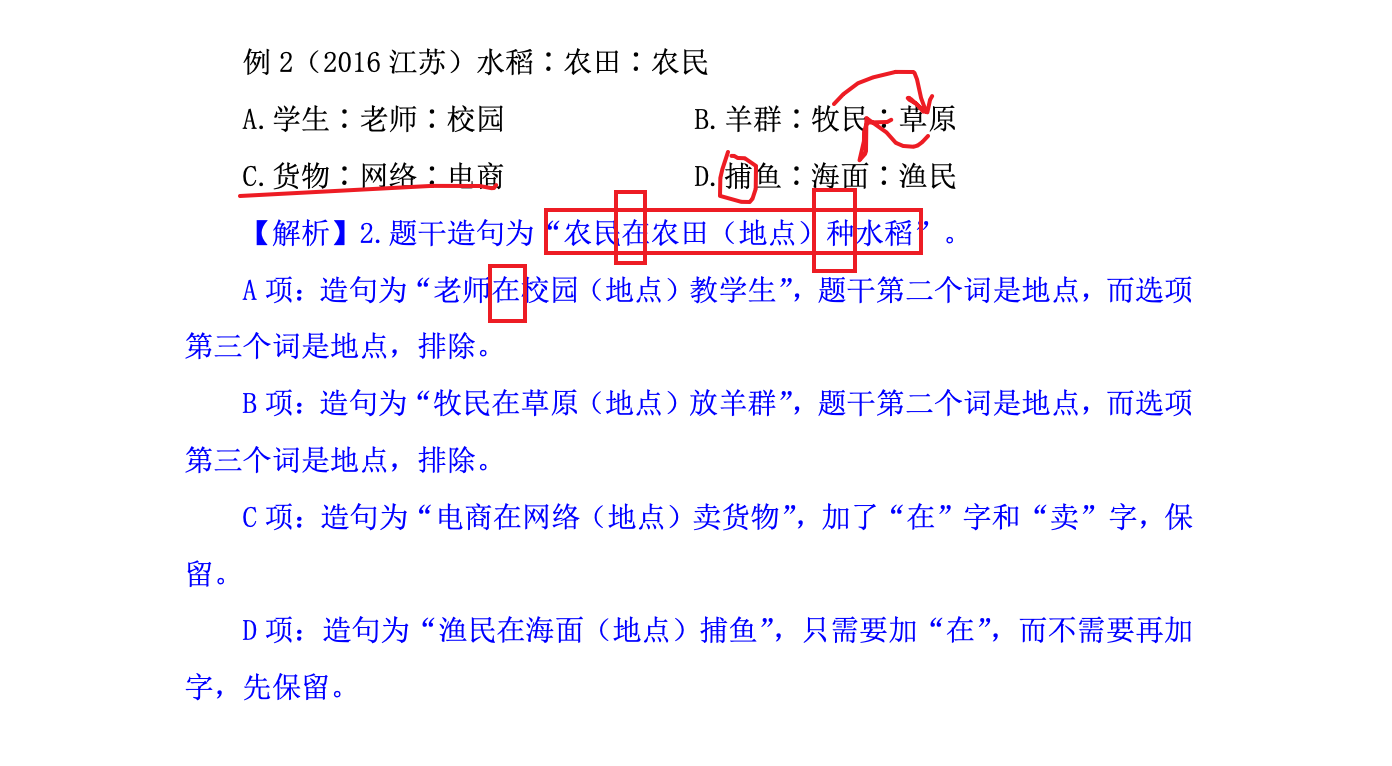 例 2（2016 江苏）水稻∶农田∶农民
A.学生∶老师∶校园 B.羊群∶牧民∶草原
C.货物∶网络∶电商 D.捕鱼∶海面∶渔民
【解析】2.题干造句为“农民在农田（地点）种水稻”。
A 项：造句为“老师在校园（地点）教学生”，题干第二个词是地点，而选项
第三个词是地点，排除。
B 项：造句为“牧民在草原（地点）放羊群”，题干第二个词是地点，而选项
第三个词是地点，排除。
C 项：造句为“电商在网络（地点）卖货物”，加了“在”字和“卖”字，保
留。
D 项：造句为“渔民在海面（地点）捕鱼”，只需要加“在”，而不需要再加
字，先保留。